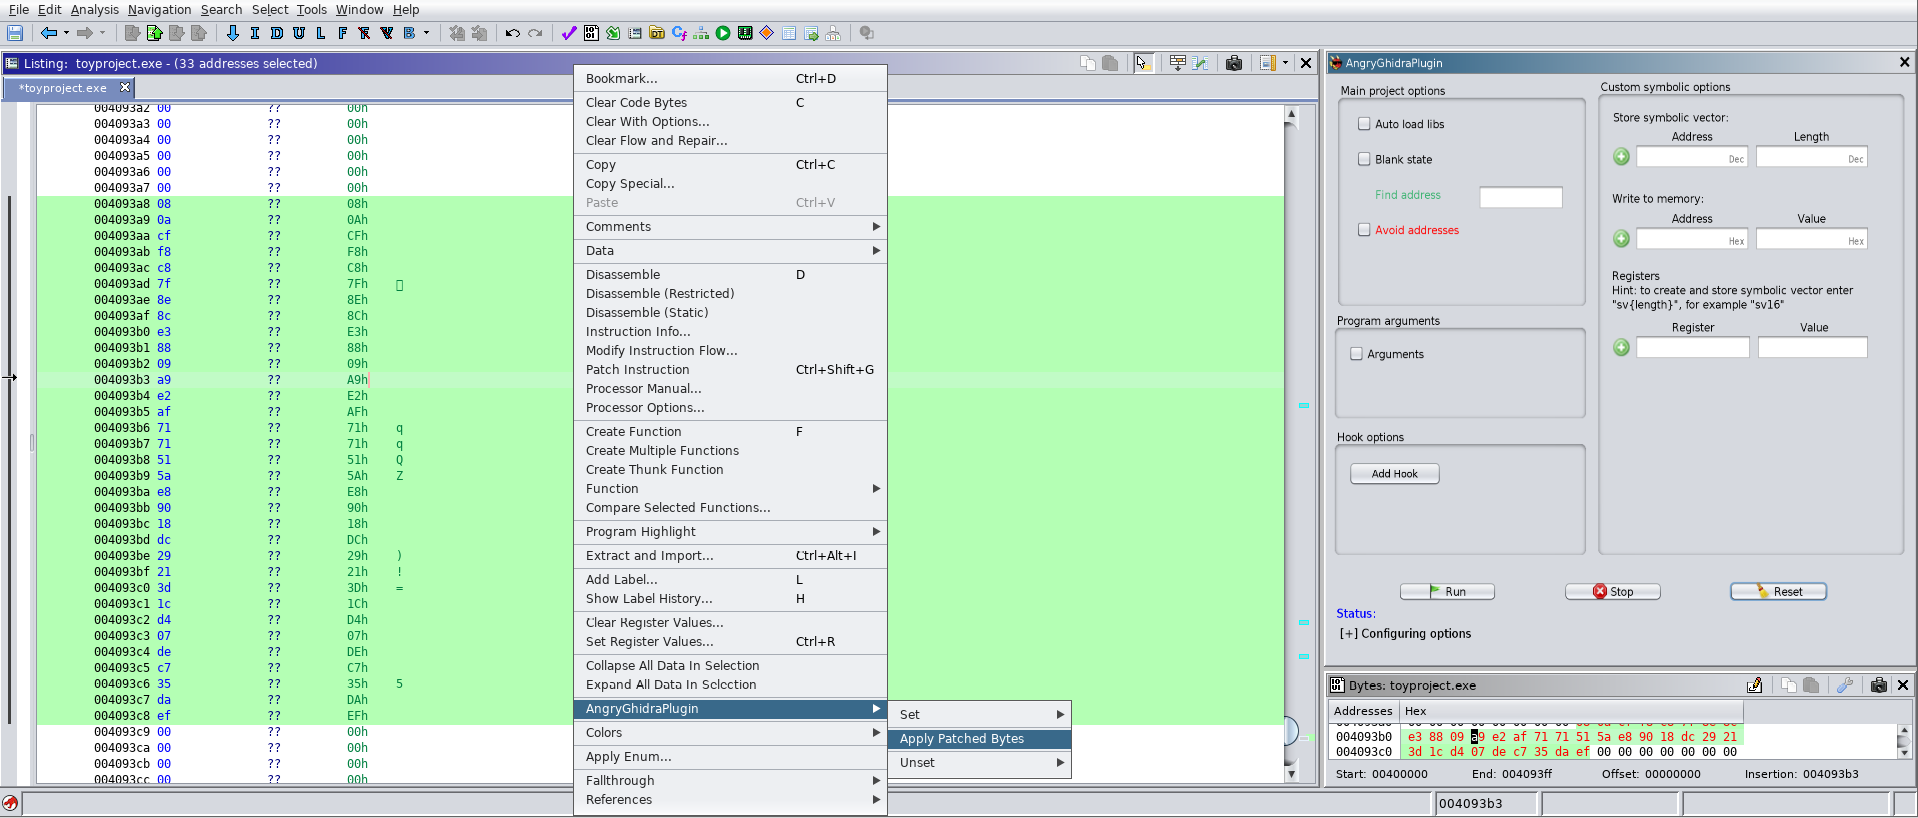 File Edit Analysis Navigation Search Select Tools Window Help
I D U L F B
Listing: toyproject.exe - (33 addresses selected)
*toyproject.exe
004093a2 00 ?? 00h
004093a3 00 ?? 00h
004093a4 00 ?? 00h
004093a5 00 ?? 00h
004093a6 00 ?? 00h
004093a7 00 ?? 00h
004093a8 08 ?? 08h
004093a9 0a ?? 0Ah
004093aa cf ?? CFh
004093ab f8 ?? F8h
004093ac c8 ?? C8h
004093ad 7f ?? 7Fh
004093ae 8e ?? 8Eh
004093af 8c ?? 8Ch
004093b0 e3 ?? E3h
004093b1 88 ?? 88h
004093b2 09 ?? 09h
004093b3 a9 ?? A9h
004093b4 e2 ?? E2h
004093b5 af ?? AFh
004093b6 71 ?? 71h q
004093b7 71 ?? 71h q
004093b8 51 ?? 51h Q
004093b9 5a ?? 5Ah Z
004093ba e8 ?? E8h
004093bb 90 ?? 90h
004093bc 18 ?? 18h
004093bd dc ?? DCh
004093be 29 ?? 29h )
004093bf 21 ?? 21h !
004093c0 3d ?? 3Dh =
004093c1 1c ?? 1Ch
004093c2 d4 ?? D4h
004093c3 07 ?? 07h
004093c4 de ?? DEh
004093c5 c7 ?? C7h
004093c6 35 ?? 35h 5
004093c7 da ?? DAh
004093c8 ef ?? EFh
004093c9 00 ?? 00h
004093ca 00 ?? 00h
004093cb 00 ?? 00h
004093cc 00 ?? 00h
Bookmark... Ctrl+D
Clear Code Bytes C
Clear With Options...
Clear Flow and Repair...
Copy Ctrl+C
Copy Special...
Paste Ctrl+V
Comments
Data
Disassemble D
Disassemble (Restricted)
Disassemble (Static)
Instruction Info...
Modify Instruction Flow...
Patch Instruction Ctrl+Shift+G
Processor Manual...
Processor Options...
Create Function F
Create Multiple Functions
Create Thunk Function
Function
Compare Selected Functions...
Program Highlight
Extract and Import... Ctrl+Alt+I
Add Label... L
Show Label History... H
Clear Register Values...
Set Register Values... Ctrl+R
Collapse All Data In Selection
Expand All Data In Selection
AngryGhidraPlugin
Colors
Apply Enum...
Fallthrough
References
Set
Apply Patched Bytes
Unset
AngryGhidraPlugin
Main project options
Auto load libs
Blank state
Find address
Avoid addresses
Program arguments
Arguments
Hook options
Add Hook
Custom symbolic options
Store symbolic vector:
Address Length
Dec Dec
Write to memory:
Address Value
Hex Hex
Registers
Hint: to create and store symbolic vector enter
"sv{length}", for example "sv16"
Register Value
Run Stop Reset
Status:
[+] Configuring options
Bytes: toyproject.exe
Addresses Hex
004093b0 e3 88 09 a9 e2 af 71 71 51 5a e8 90 18 dc 29 21
004093c0 3d 1c d4 07 de c7 35 da ef 00 00 00 00 00 00 00
Start: 00400000 End: 004093ff Offset: 00000000 Insertion: 004093b3
004093b3